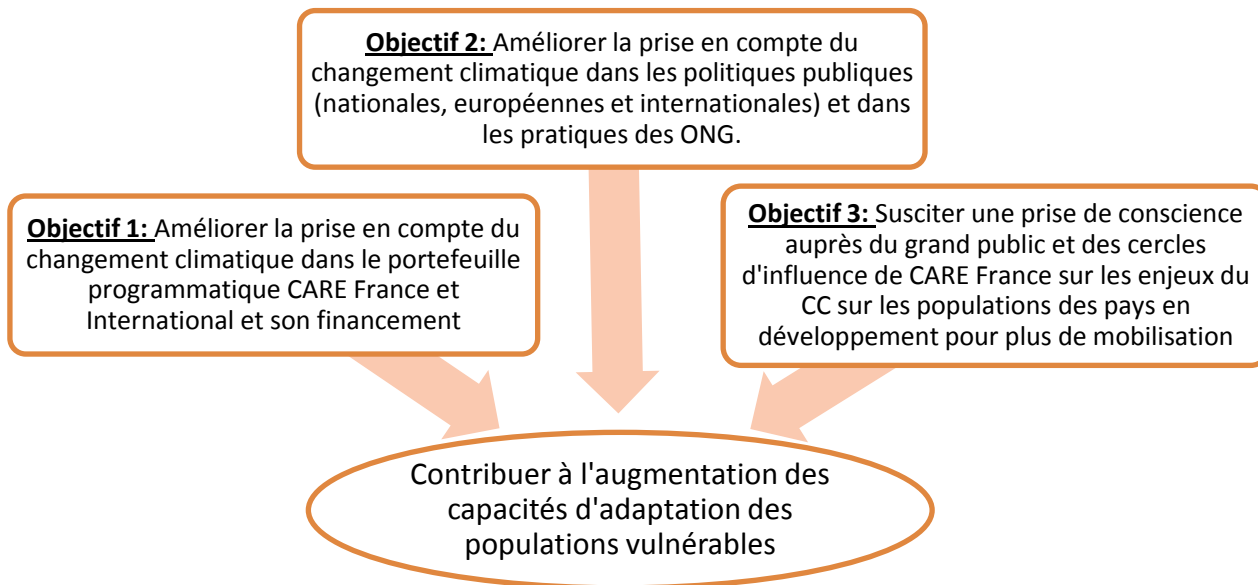 Objectif 2: Améliorer la prise en compte du
changement climatique dans les politiques publiques
(nationales, européennes et internationales) et dans
les pratiques des ONG.
Objectif 1: Améliorer la prise en compte du
changement climatique dans le portefeuille
programmatique CARE France et
International et son financement
Objectif 3: Susciter une prise de conscience
auprès du grand public et des cercles
d'influence de CARE France sur les enjeux du
CC sur les populations des pays en
développement pour plus de mobilisation
Contribuer à l'augmentation des
capacités d'adaptation des
populations vulnérables